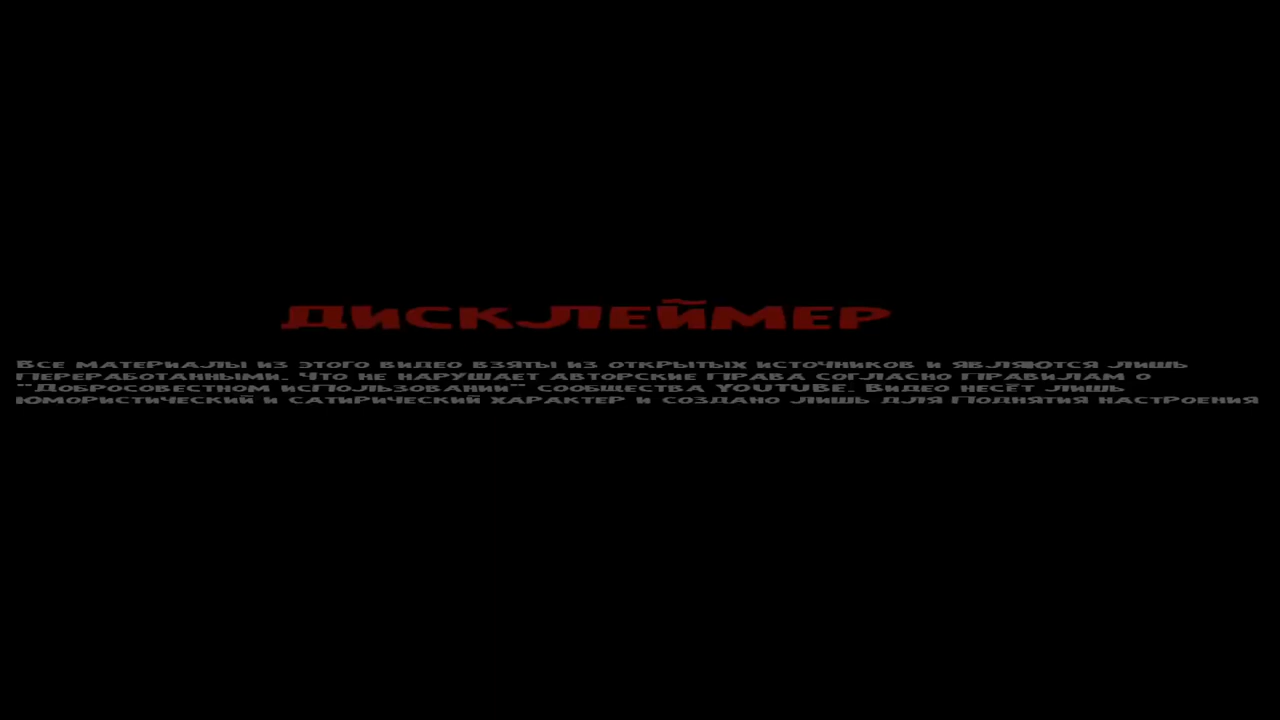 Дисклеймер
Все материалы из этого видео взяты из открытых источников и являются лишь
переработанными. Что не нарушает авторские права согласно правилам о
"Добросовестном использовании" сообщества YOUTUBE. Видео несёт лишь
юмористический и сатирический характер и создано лишь для поднятия настроения